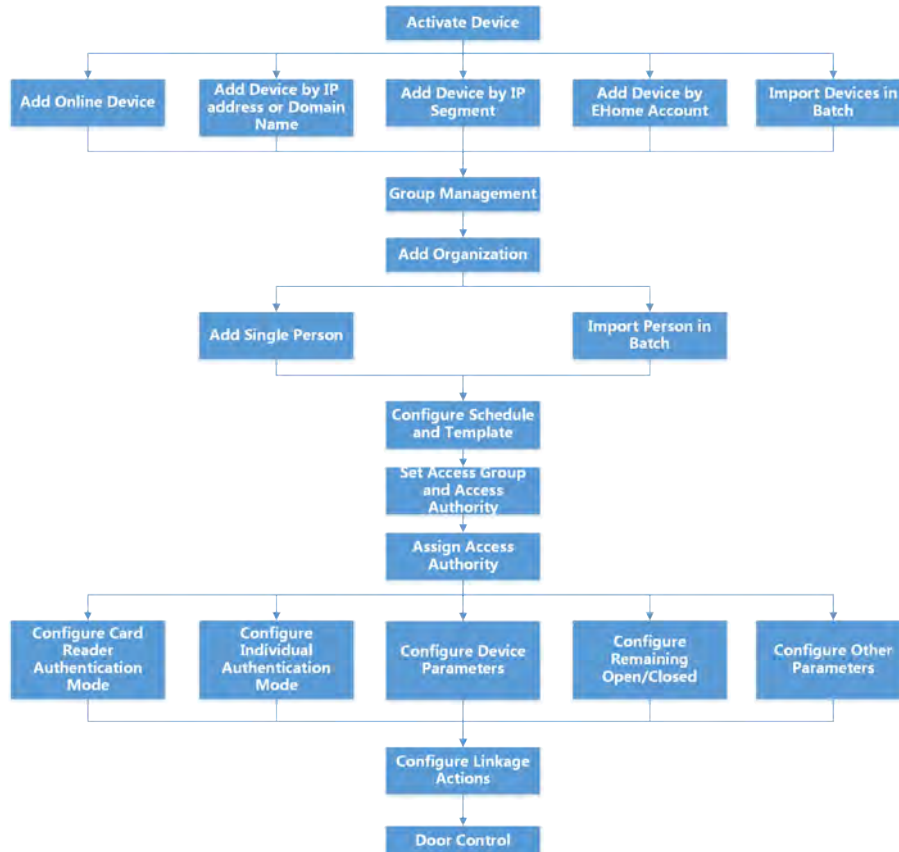 Activate Device
Add Online Device
Add Device by IP
address or Domain
Name
Add Device by IP
Segment
Add Device by
EHome Account
Import Devices in
Batch
Group Management
Add Organization
Add Single Person
Import Person in
Batch
Configure Schedule
and Template
Set Access Group
and Access
Authority
Assign Access
Authority
Configure Card
Reader
Authentication
Mode
Configure
Individual
Authentication
Mode
Configure Device
Parameters
Configure
Remaining
Open/Closed
Configure Other
Parameters
Configure Linkage
Actions
Door Control